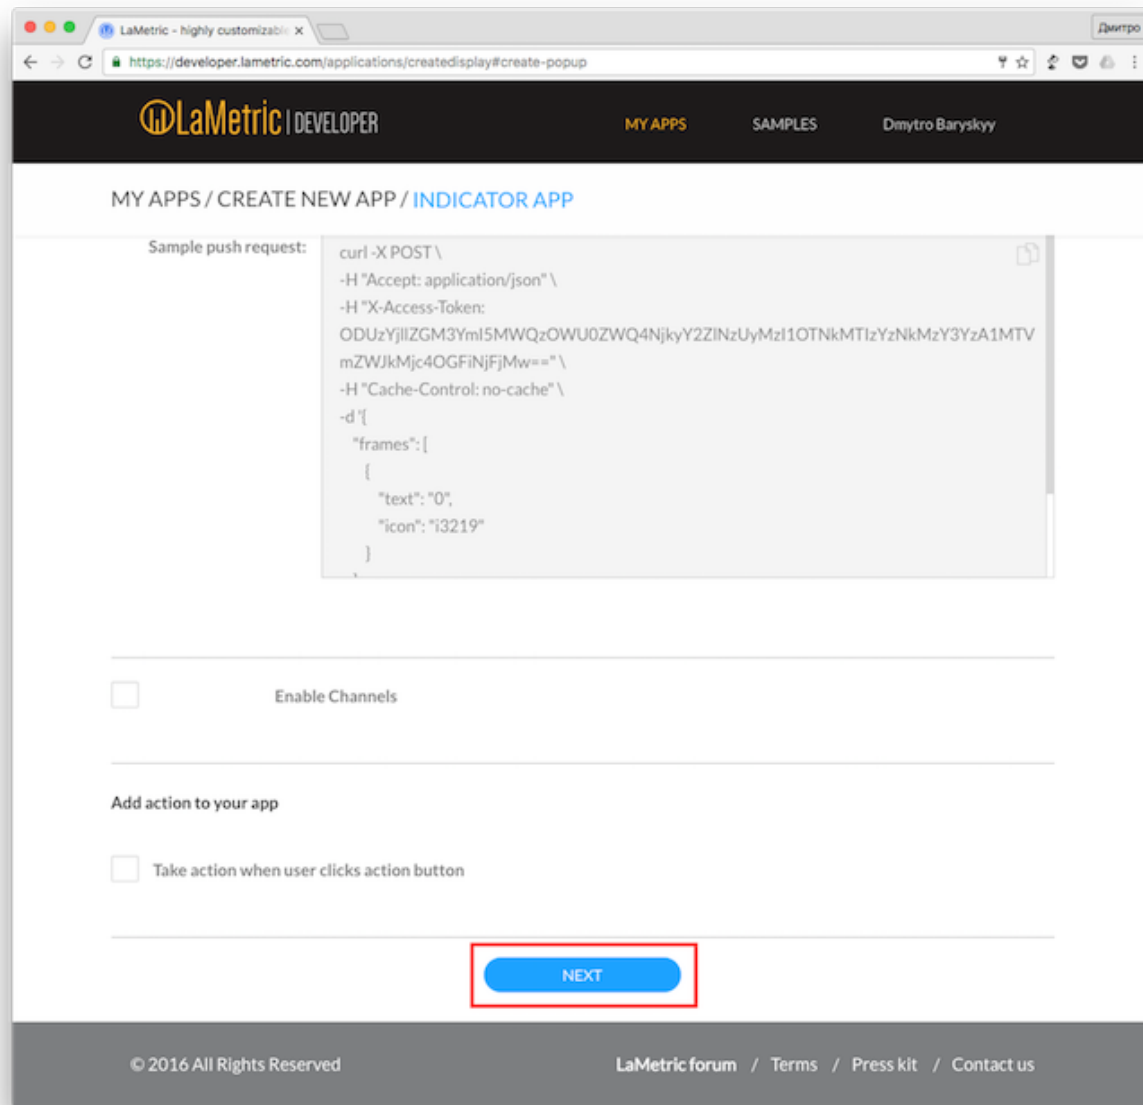 LaMetric - highly customizable
Дмитро
https://developer.lametric.com/applications/createdisplay#create-popup
LaMetric | DEVELOPER
MY APPS
SAMPLES
Dmytro Baryskyy
MY APPS / CREATE NEW APP / INDICATOR APP
Sample push request:
curl -X POST \
-H "Accept: application/json" \
-H "X-Access-Token:
-H "Cache-Control: no-cache" \
-d '{
"frames": [
{
"text": "0",
"icon": "i3219"
}
Enable Channels
Add action to your app
Take action when user clicks action button
NEXT
© 2016 All Rights Reserved
LaMetric forum / Terms / Press kit / Contact us